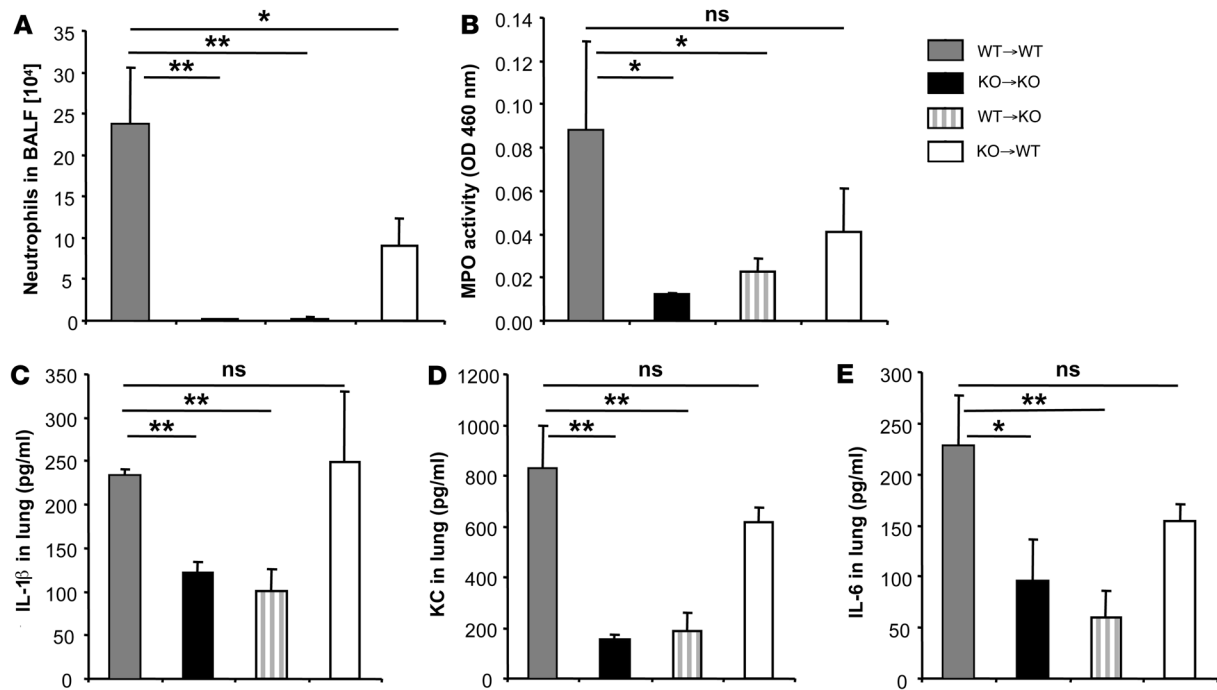 A
Neutrophils in BALF [10⁴]
35
30
25
20
15
10
5
0
*
**
**
B
MPO activity (OD 460 nm)
0.14
0.12
0.10
0.08
0.06
0.04
0.02
0.00
ns
*
*
WT→WT
KO→KO
WT→KO
KO→WT
C
IL-1β in lung (pg/ml)
350
300
250
200
150
100
50
0
ns
**
**
D
KC in lung (pg/ml)
1200
1000
800
600
400
200
0
ns
**
**
E
IL-6 in lung (pg/ml)
300
250
200
150
100
50
0
ns
**
*